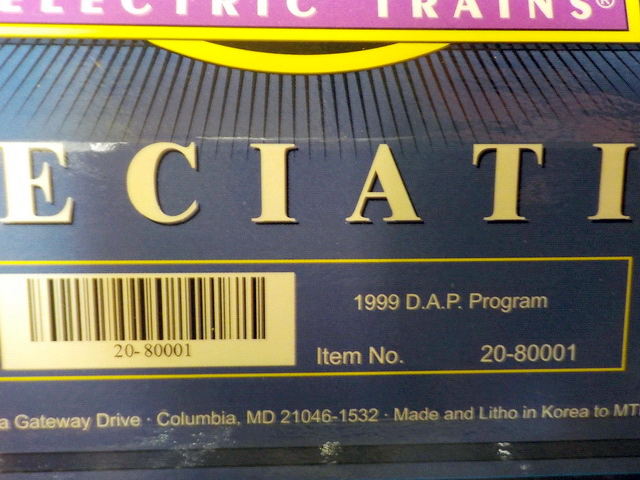 ELECTRIC TRAINS®
ECIATI
1999 D.A.P. Program
20-80001
Item No. 20-80001
a Gateway Drive · Columbia, MD 21046-1532 · Made and Litho in Korea to MT